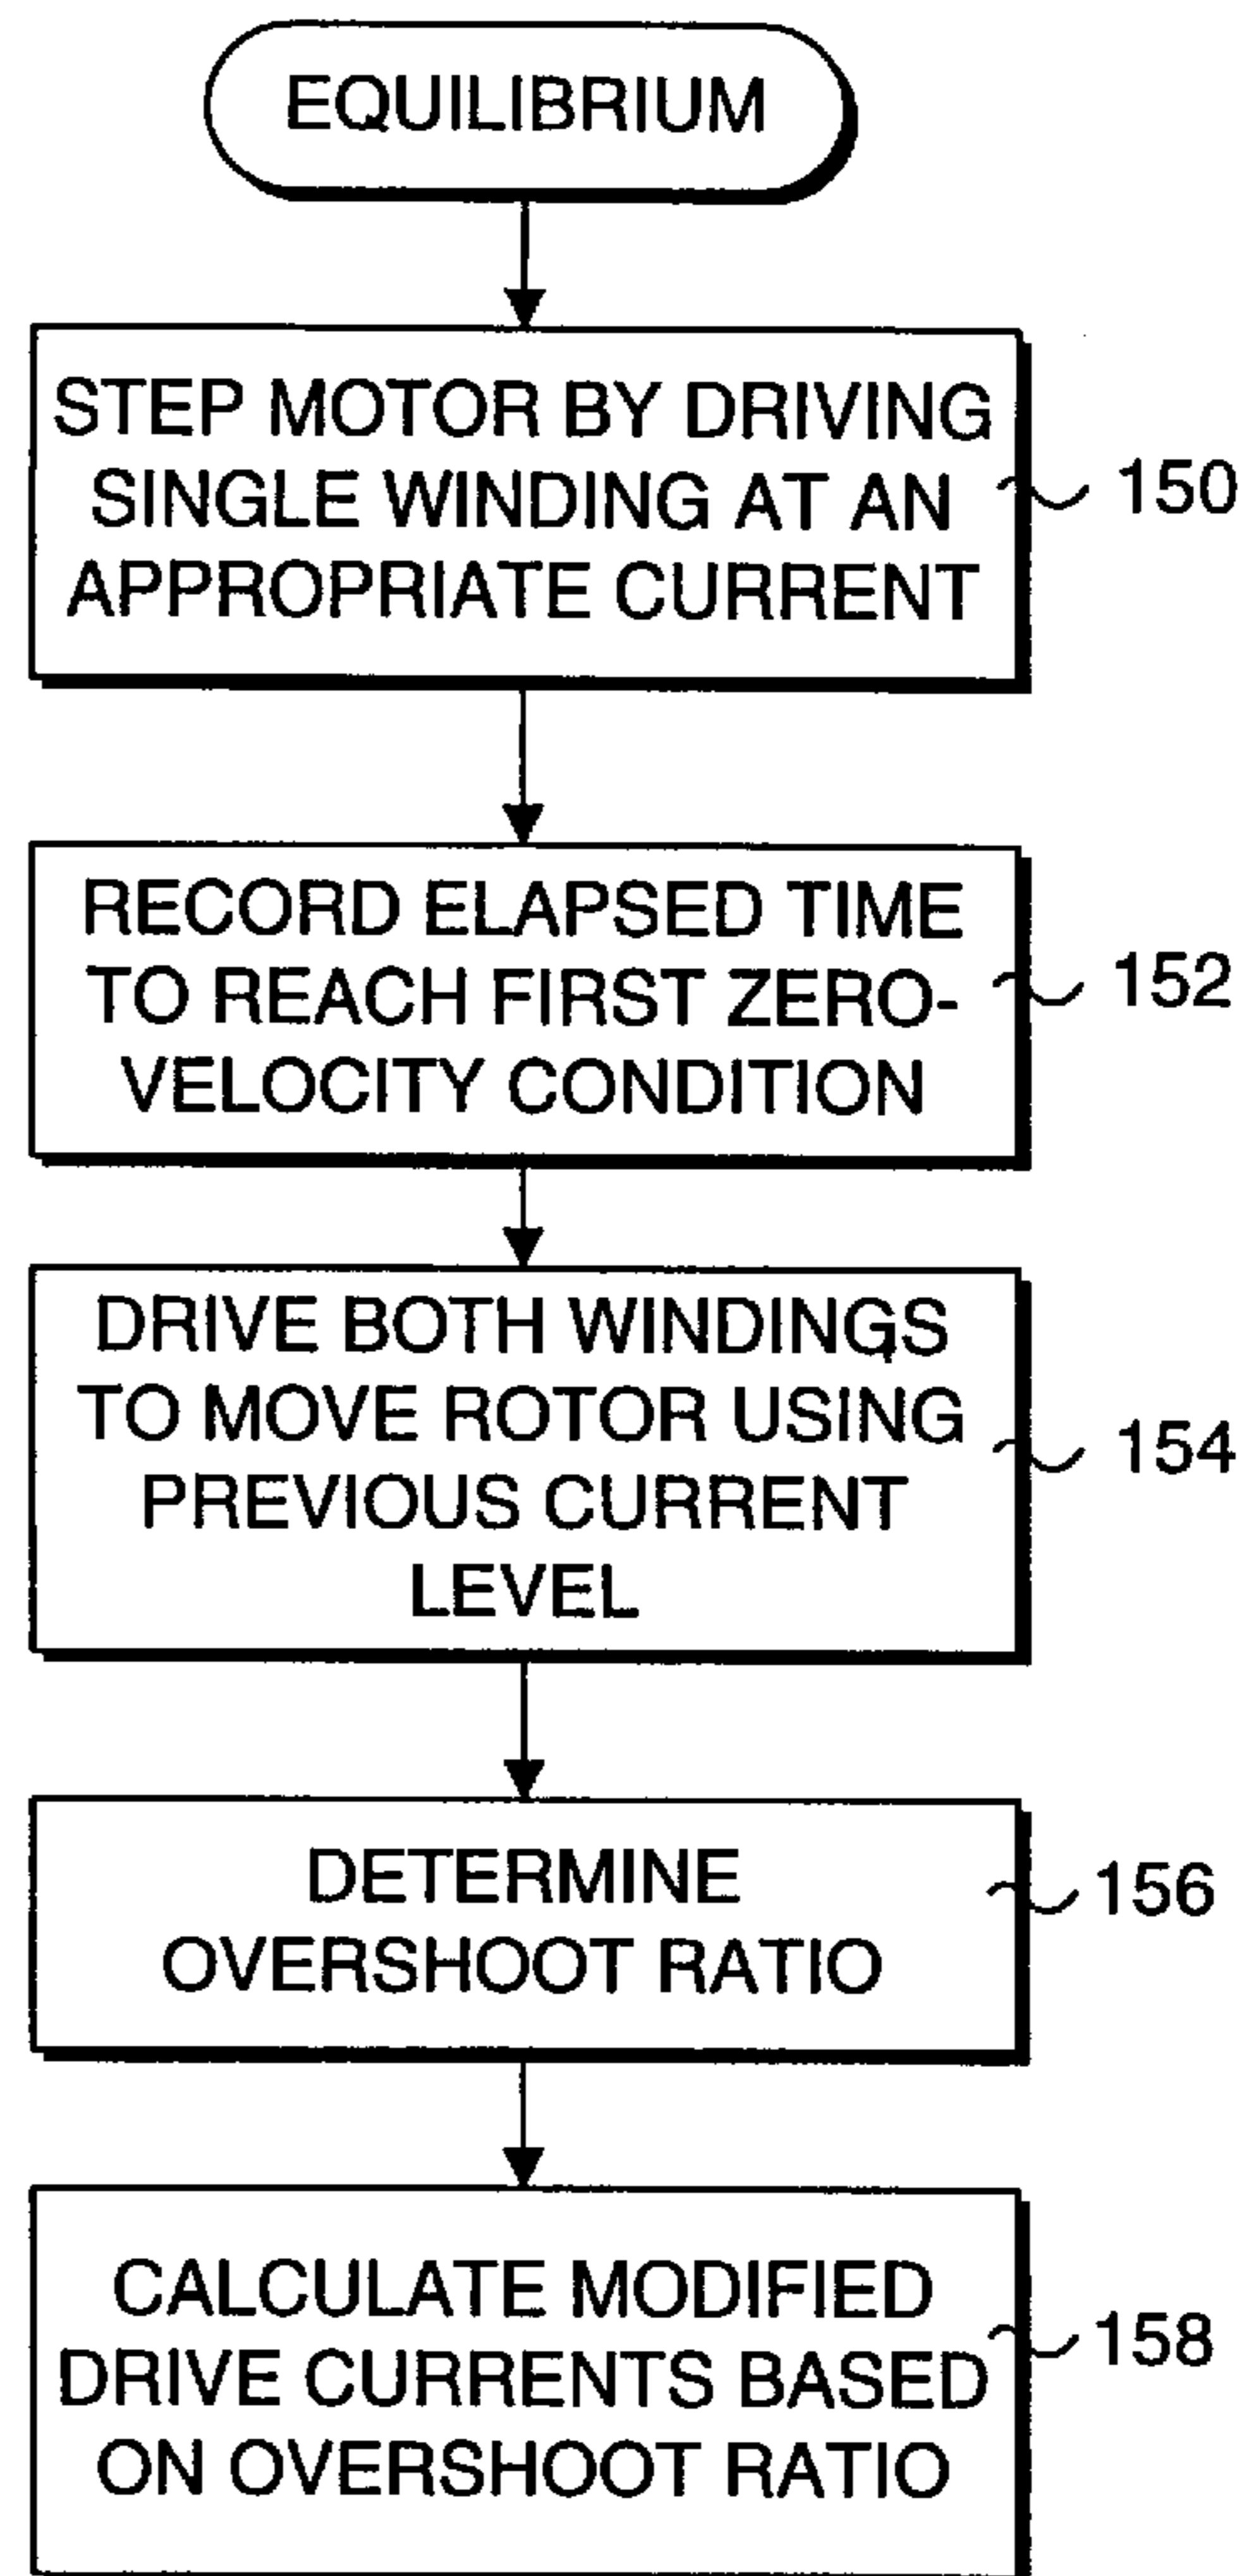 EQUILIBRIUM
STEP MOTOR BY DRIVING
SINGLE WINDING AT AN
APPROPRIATE CURRENT
150
RECORD ELAPSED TIME
TO REACH FIRST ZERO-
VELOCITY CONDITION
152
DRIVE BOTH WINDINGS
TO MOVE ROTOR USING
PREVIOUS CURRENT
LEVEL
154
DETERMINE
OVERSHOOT RATIO
156
CALCULATE MODIFIED
DRIVE CURRENTS BASED
ON OVERSHOOT RATIO
158